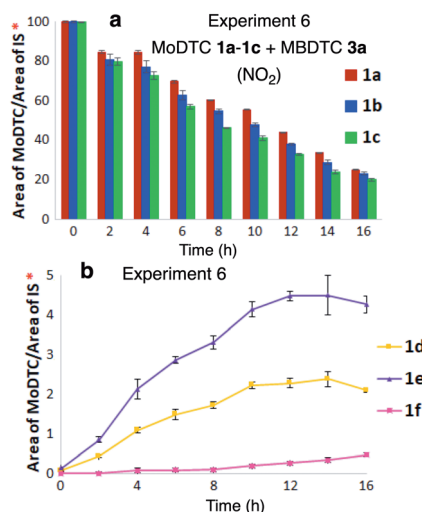 a
Experiment 6
MoDTC 1a-1c + MBDTC 3a
(NO₂)
Area of MoDTC/Area of IS*
100
80
60
40
20
0
1a
1b
1c
0 2 4 6 8 10 12 14 16
Time (h)
b
Experiment 6
Area of MoDTC/Area of IS*
5
4
3
2
1
0
1d
1e
1f
0 4 8 12 16
Time (h)